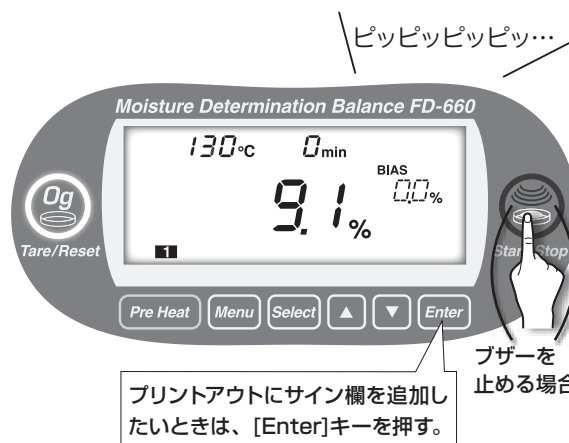 ピッピッピッピッ…
Moisture Determination Balance FD-660
130℃ 0min
BIAS
0.0%
9.1%
0g
Tare/Reset
1
Start Stop
Pre Heat Menu Select ▲ ▼ Enter
ブザーを
止める場合
プリントアウトにサイン欄を追加し
たいときは、[Enter]キーを押す。